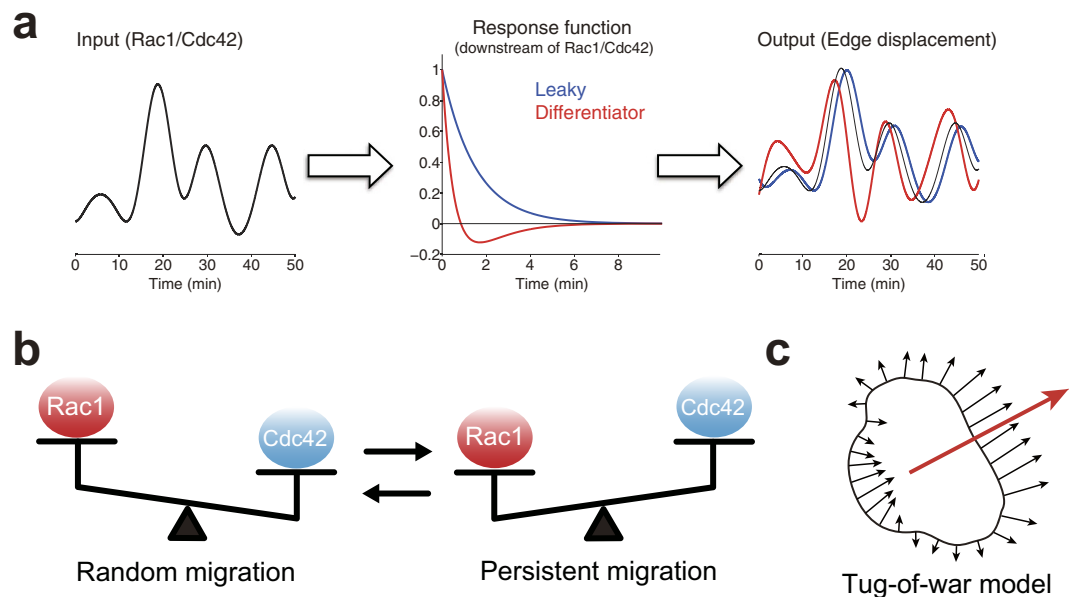 a
Input (Rac1/Cdc42)
0 10 20 30 40 50
Time (min)
Response function
(downstream of Rac1/Cdc42)
1
0.8
0.6
0.4
0.2
0
−0.2
Leaky
Differentiator
0 2 4 6 8
Time (min)
Output (Edge displacement)
0 10 20 30 40 50
Time (min)
b
Rac1
Cdc42
Random migration
Rac1
Cdc42
Persistent migration
c
Tug-of-war model